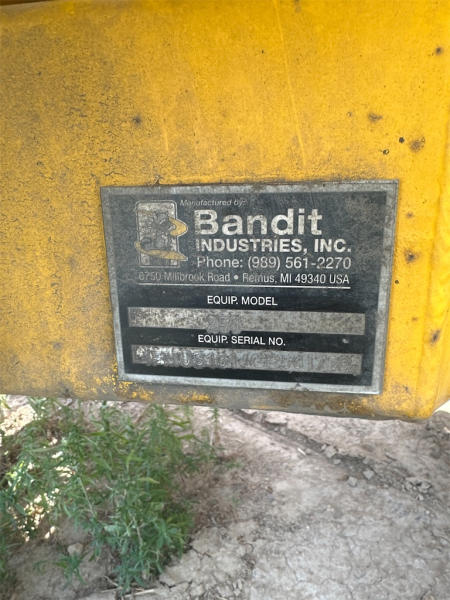 Manufactured by:
Bandit
INDUSTRIES, INC.
Phone: (989) 561-2270
6750 Millbrook Road • Remus, MI 49340 USA
EQUIP. MODEL
EQUIP. SERIAL NO.